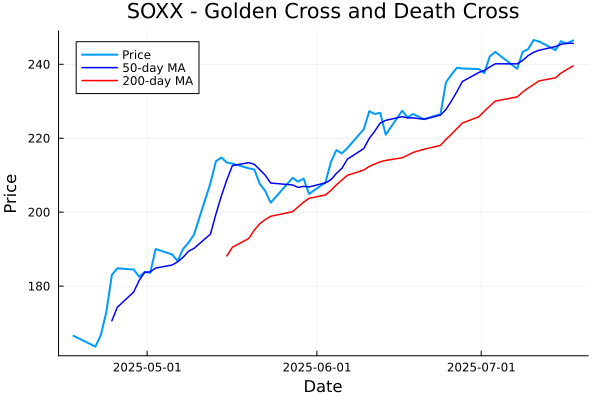 SOXX - Golden Cross and Death Cross
Price
50-day MA
200-day MA
Price
240
220
200
180
2025-05-01
2025-06-01
2025-07-01
Date